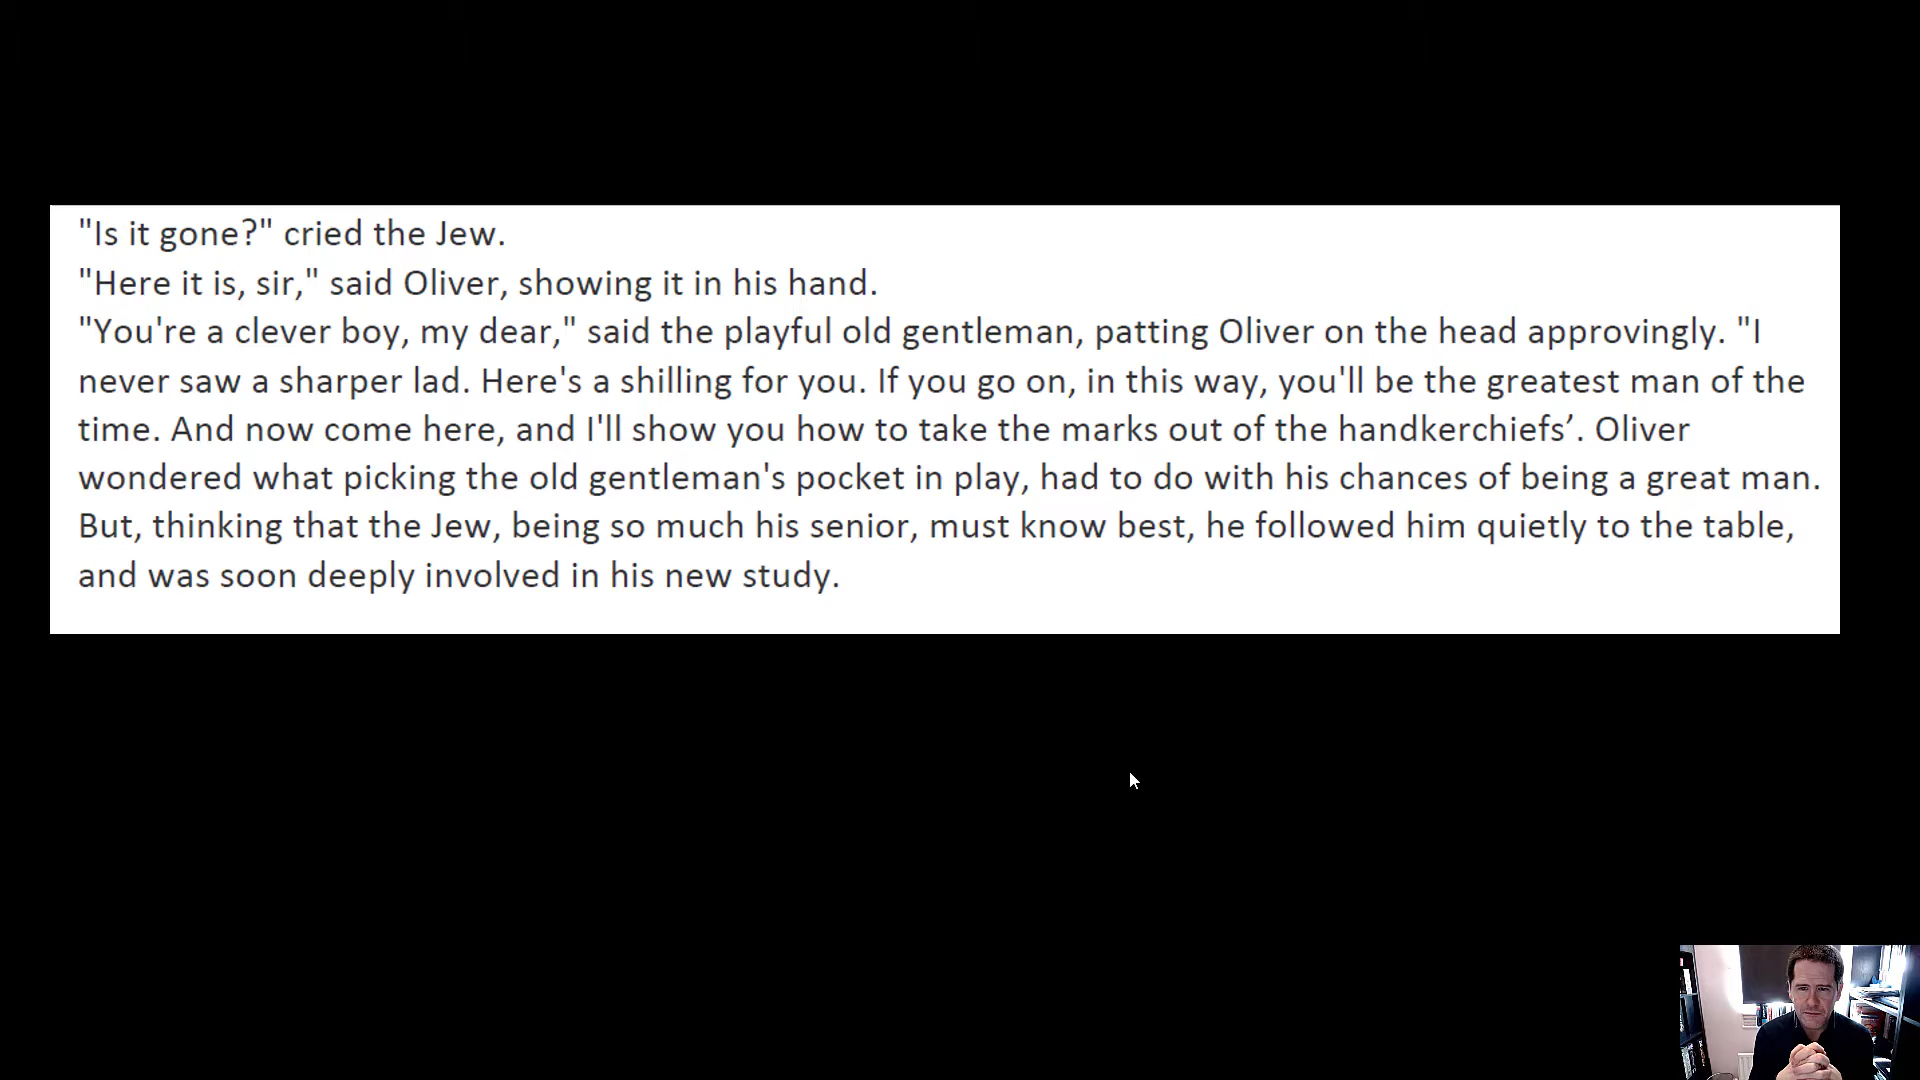 "Is it gone?" cried the Jew.
"Here it is, sir," said Oliver, showing it in his hand.
"You're a clever boy, my dear," said the playful old gentleman, patting Oliver on the head approvingly. "I
never saw a sharper lad. Here's a shilling for you. If you go on, in this way, you'll be the greatest man of the
time. And now come here, and I'll show you how to take the marks out of the handkerchiefs’. Oliver
wondered what picking the old gentleman's pocket in play, had to do with his chances of being a great man.
But, thinking that the Jew, being so much his senior, must know best, he followed him quietly to the table,
and was soon deeply involved in his new study.